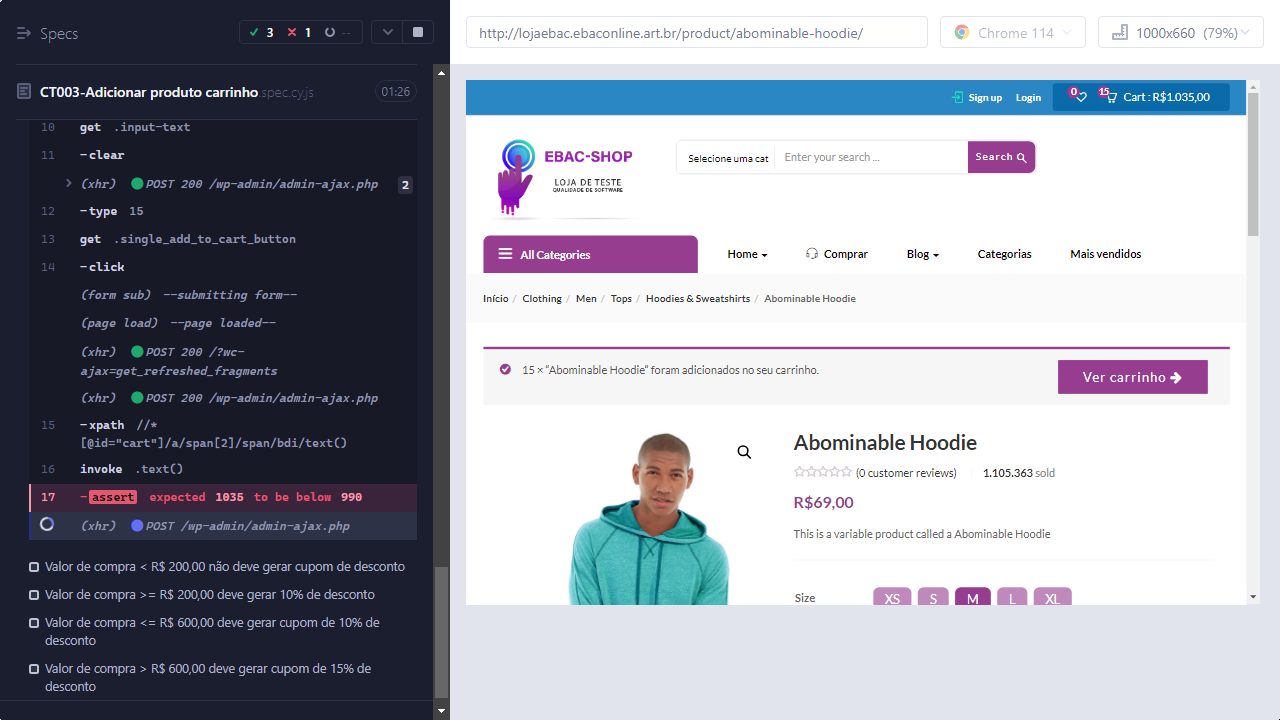 Specs
3
1
--
CT003-Adicionar produto carrinho.spec.cy.js
01:26
10 get .input-text
11 -clear
(xhr) POST 200 /wp-admin/admin-ajax.php 2
12 -type 15
13 get .single_add_to_cart_button
14 -click
(form sub) --submitting form--
(page load) --page loaded--
(xhr) POST 200 /?wc-
ajax=get_refreshed_fragments
(xhr) POST 200 /wp-admin/admin-ajax.php
15 -xpath //*
[@id="cart"]/a/span[2]/span/bdi/text()
16 invoke .text()
17 -assert expected 1035 to be below 990
(xhr) POST /wp-admin/admin-ajax.php
Valor de compra < R$ 200,00 não deve gerar cupom de desconto
Valor de compra >= R$ 200,00 deve gerar 10% de desconto
Valor de compra <= R$ 600,00 deve gerar cupom de 10% de
desconto
Valor de compra > R$ 600,00 deve gerar cupom de 15% de
desconto
http://lojaebac.ebaconline.art.br/product/abominable-hoodie/
Chrome 114
1000x660 (79%)
Sign up
Login
0
15
Cart : R$1.035,00
EBAC-SHOP
LOJA DE TESTE
QUALIDADE DE SOFTWARE
Selecione uma cat
Enter your search ...
Search
All Categories
Home
Comprar
Blog
Categorias
Mais vendidos
Início / Clothing / Men / Tops / Hoodies & Sweatshirts / Abominable Hoodie
15 × “Abominable Hoodie” foram adicionados no seu carrinho.
Ver carrinho
Abominable Hoodie
(0 customer reviews)
1.105.363 sold
R$69,00
This is a variable product called a Abominable Hoodie
Size
XS
S
M
L
XL